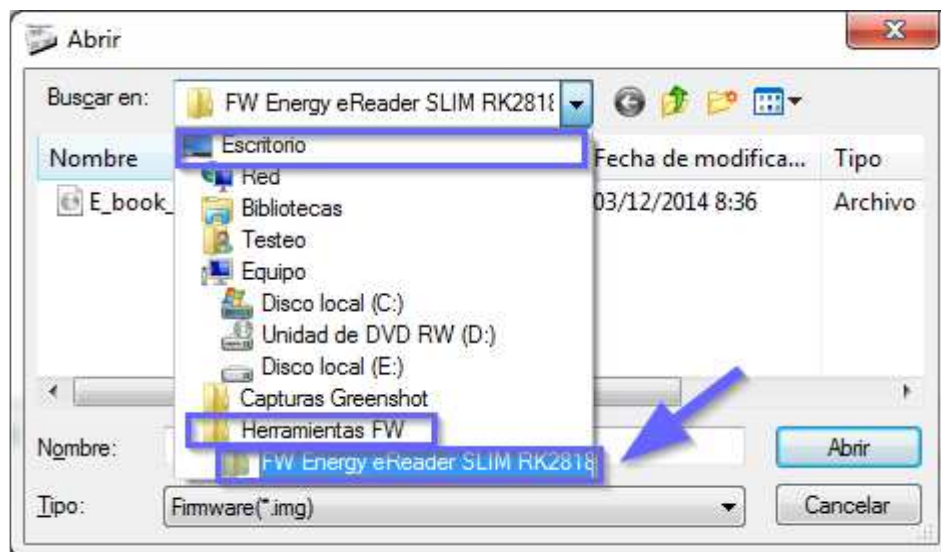 Abrir
Buscar en:
FW Energy eReader SLIM RK2818
Nombre
Fecha de modifica...
Tipo
E_book_
03/12/2014 8:36
Archivo
Escritorio
Red
Bibliotecas
Testeo
Equipo
Disco local (C:)
Unidad de DVD RW (D:)
Disco local (E:)
Capturas Greenshot
Herramientas FW
FW Energy eReader SLIM RK2818
Nombre:
Abrir
Tipo:
Firmware(*.img)
Cancelar